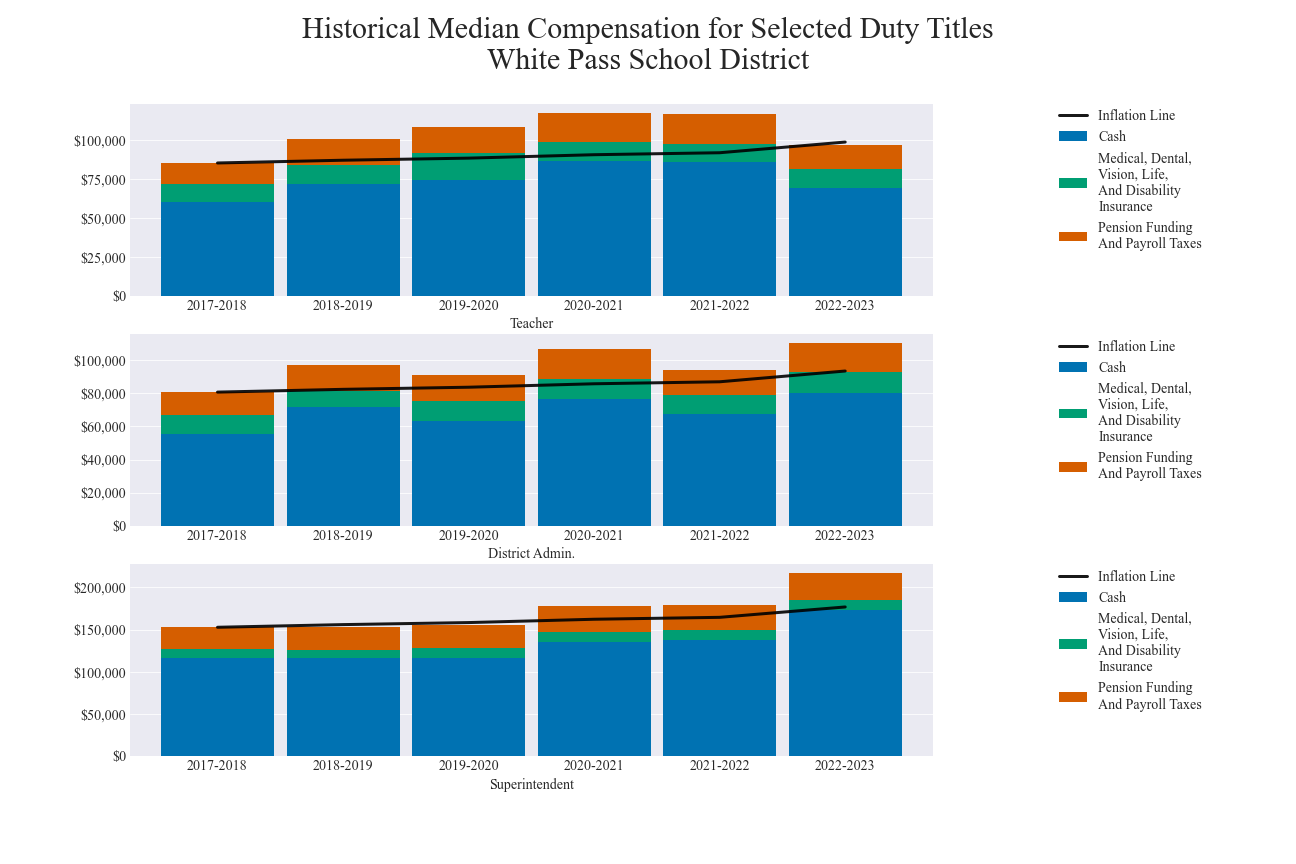 Historical Median Compensation for Selected Duty Titles
White Pass School District
$100,000
$75,000
$50,000
$25,000
$0
2017-2018 2018-2019 2019-2020 2020-2021 2021-2022 2022-2023
Teacher
Inflation Line
Cash
Medical, Dental,
Vision, Life,
And Disability
Insurance
Pension Funding
And Payroll Taxes
$100,000
$80,000
$60,000
$40,000
$20,000
$0
2017-2018 2018-2019 2019-2020 2020-2021 2021-2022 2022-2023
District Admin.
Inflation Line
Cash
Medical, Dental,
Vision, Life,
And Disability
Insurance
Pension Funding
And Payroll Taxes
$200,000
$150,000
$100,000
$50,000
$0
2017-2018 2018-2019 2019-2020 2020-2021 2021-2022 2022-2023
Superintendent
Inflation Line
Cash
Medical, Dental,
Vision, Life,
And Disability
Insurance
Pension Funding
And Payroll Taxes